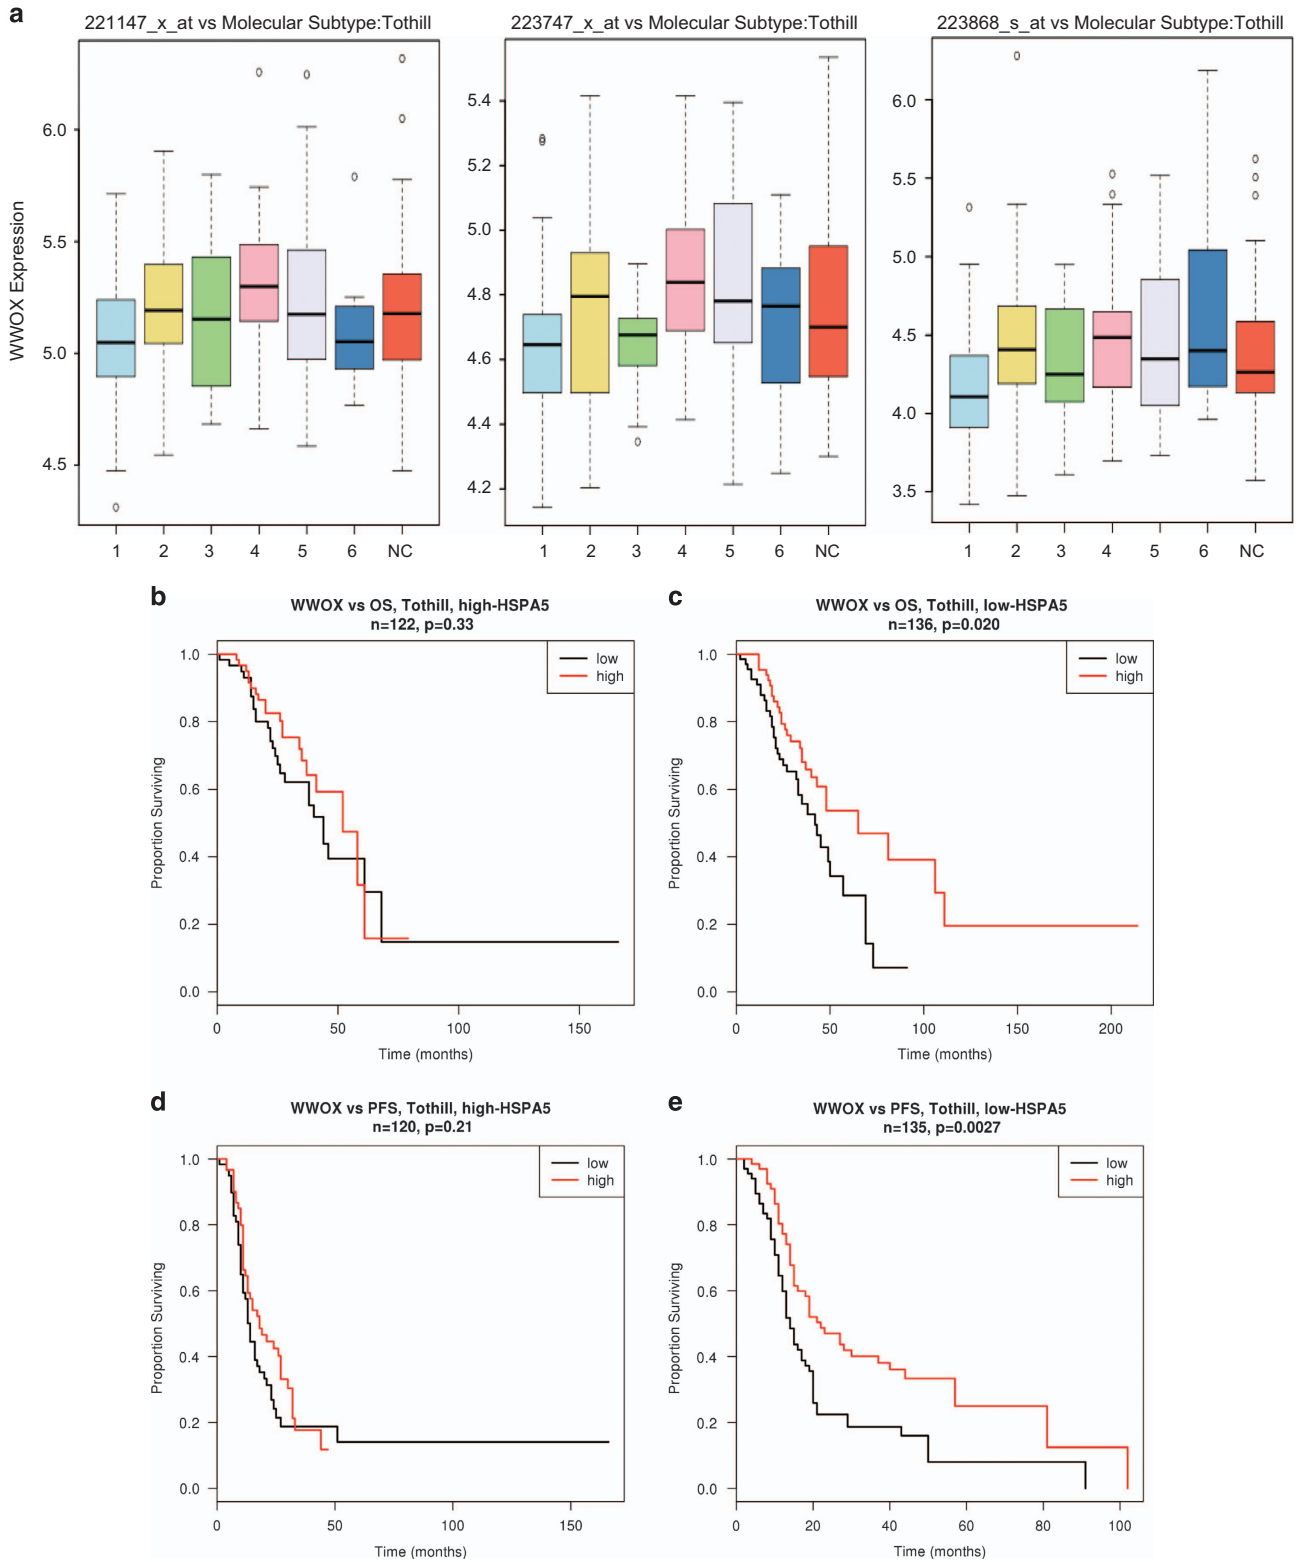 a
221147_x_at vs Molecular Subtype:Tothill
223747_x_at vs Molecular Subtype:Tothill
223868_s_at vs Molecular Subtype:Tothill
WWOX Expression
6.0
5.5
5.0
4.5
1 2 3 4 5 6 NC
5.4
5.2
5.0
4.8
4.6
4.4
4.2
1 2 3 4 5 6 NC
6.0
5.5
5.0
4.5
4.0
3.5
1 2 3 4 5 6 NC
b
WWOX vs OS, Tothill, high-HSPA5
n=122, p=0.33
low
high
Proportion Surviving
1.0
0.8
0.6
0.4
0.2
0.0
0 50 100 150
Time (months)
c
WWOX vs OS, Tothill, low-HSPA5
n=136, p=0.020
low
high
Proportion Surviving
1.0
0.8
0.6
0.4
0.2
0.0
0 50 100 150 200
Time (months)
d
WWOX vs PFS, Tothill, high-HSPA5
n=120, p=0.21
low
high
Proportion Surviving
1.0
0.8
0.6
0.4
0.2
0.0
0 50 100 150
Time (months)
e
WWOX vs PFS, Tothill, low-HSPA5
n=135, p=0.0027
low
high
Proportion Surviving
1.0
0.8
0.6
0.4
0.2
0.0
0 20 40 60 80 100
Time (months)